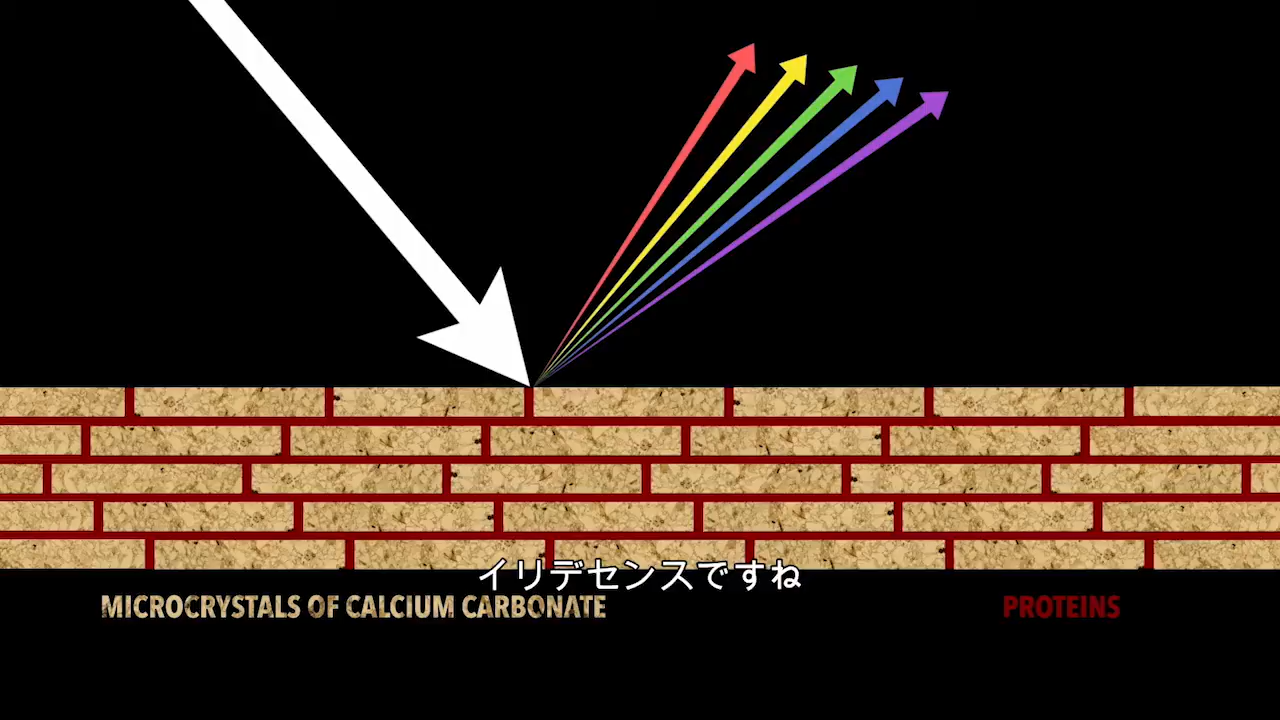 イリデセンスですね
MICROCRYSTALS OF CALCIUM CARBONATE
PROTEINS